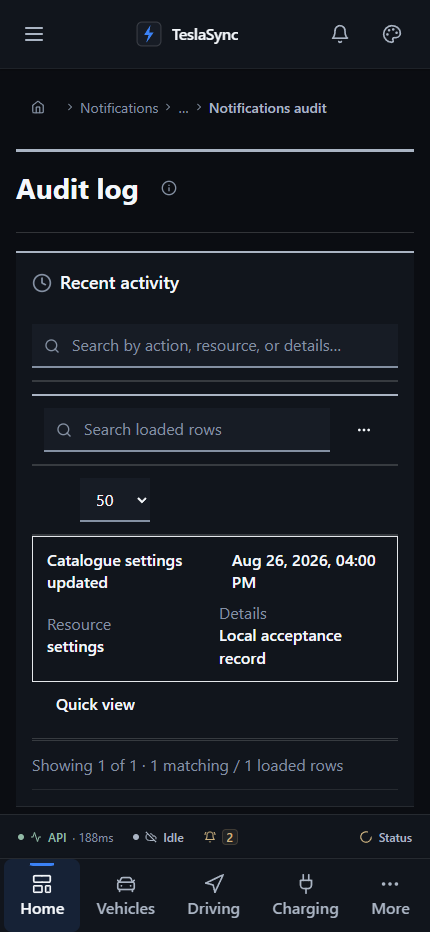 TeslaSync
Notifications ... Notifications audit
Audit log
Recent activity
Search by action, resource, or details...
Search loaded rows
50
Catalogue settings updated
Aug 26, 2026, 04:00 PM
Resource
settings
Details
Local acceptance record
Quick view
Showing 1 of 1 · 1 matching / 1 loaded rows
API · 188ms Idle 2 Status
Home Vehicles Driving Charging More